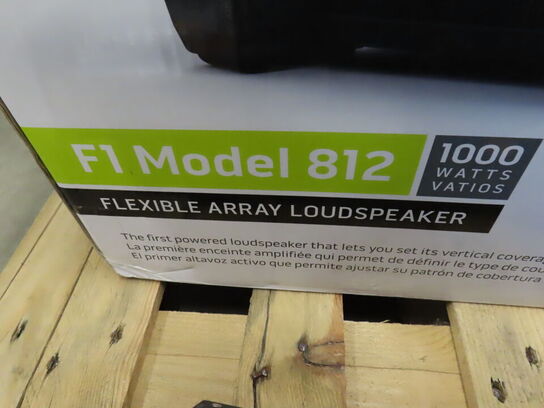 F1 Model 812
1000
WATTS
VATIOS
FLEXIBLE ARRAY LOUDSPEAKER
The first powered loudspeaker that lets you set its vertical
La première enceinte amplifiée qui permet de définir le type de
El primer altavoz activo que permite ajustar su patrón de cobertura